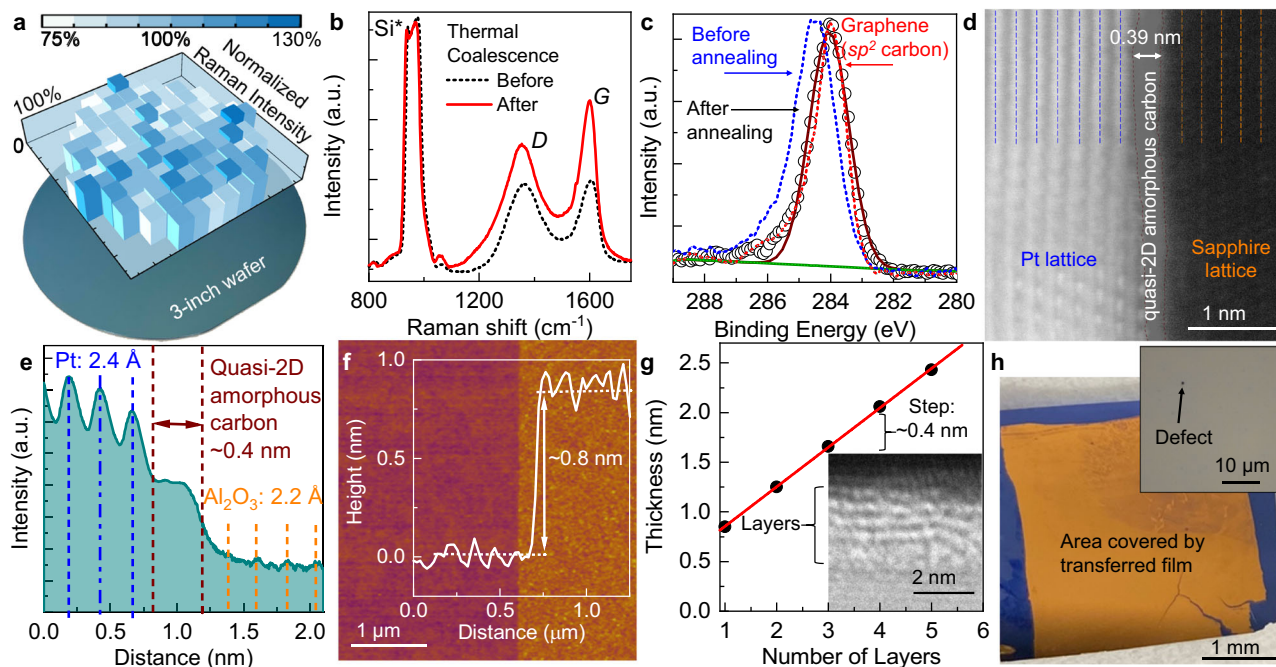 a
75%
100%
130%
Normalized
Raman Intensity
100%
0
3-inch wafer
b
Si*
Thermal
Coalescence
Before
After
D
G
Intensity (a.u.)
800
1200
1600
Raman shift (cm⁻¹)
c
Before
annealing
Graphene
(sp² carbon)
After
annealing
Intensity (a.u.)
288
286
284
282
280
Binding Energy (eV)
d
0.39 nm
quasi-2D amorphous carbon
Pt lattice
Sapphire
lattice
1 nm
e
Pt: 2.4 Å
Quasi-2D
amorphous
carbon
~0.4 nm
Al₂O₃: 2.2 Å
Intensity (a.u.)
0.0
0.5
1.0
1.5
2.0
Distance (nm)
f
1.0
0.5
0.0
Height (nm)
~0.8 nm
0.0
0.5
1.0
Distance (μm)
1 μm
g
2.5
2.0
1.5
1.0
0.5
0.0
Thickness (nm)
Step:
~0.4 nm
Layers
2 nm
1
2
3
4
5
6
Number of Layers
h
Defect
10 μm
Area covered by
transferred film
1 mm